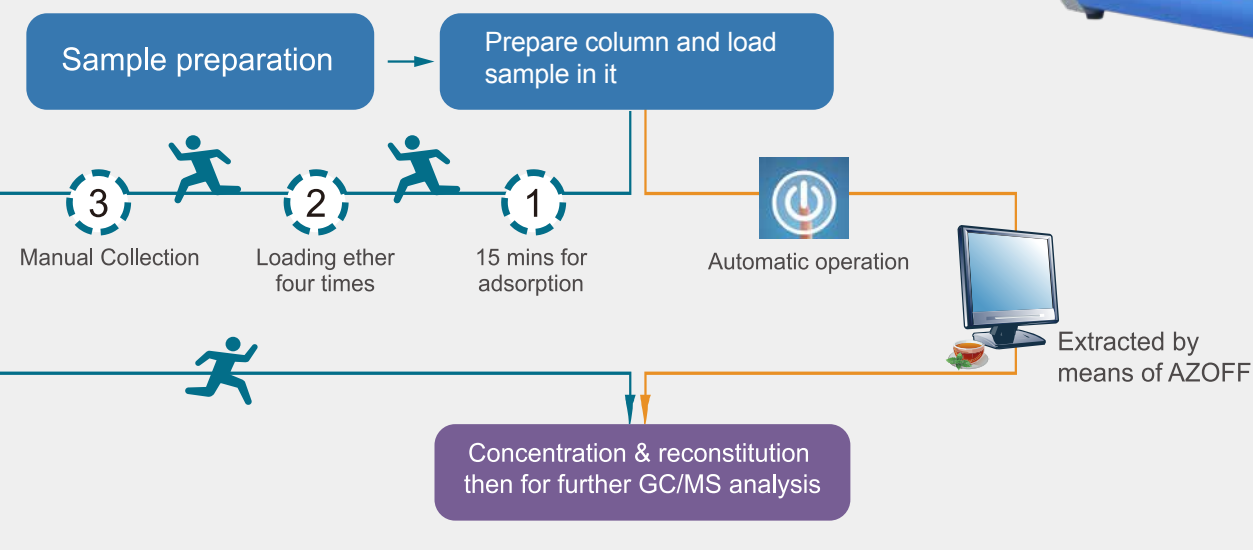 Sample preparation
Prepare column and load
sample in it
3
2
1
Manual Collection
Loading ether
four times
15 mins for
adsorption
Automatic operation
Extracted by
means of AZOFF
Concentration & reconstitution
then for further GC/MS analysis